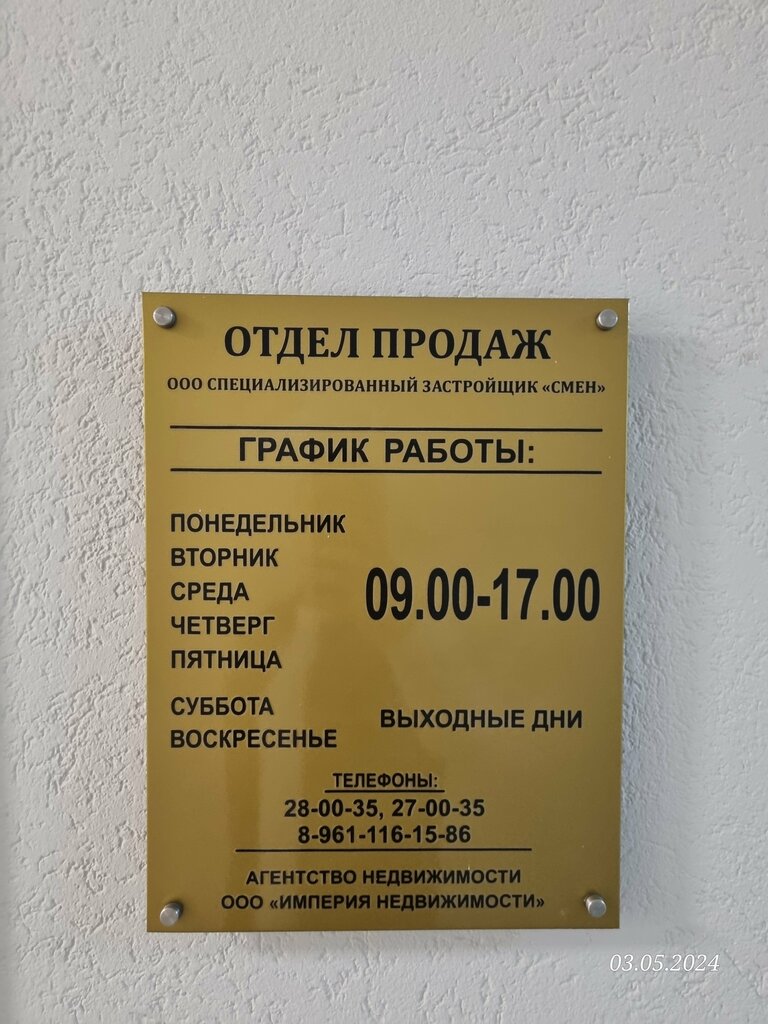 ОТДЕЛ ПРОДАЖ
ООО СПЕЦИАЛИЗИРОВАННЫЙ ЗАСТРОЙЩИК «СМЕН»
ГРАФИК РАБОТЫ:
ПОНЕДЕЛЬНИК
ВТОРНИК
СРЕДА
ЧЕТВЕРГ
ПЯТНИЦА
09.00-17.00
СУББОТА
ВОСКРЕСЕНЬЕ
ВЫХОДНЫЕ ДНИ
ТЕЛЕФОНЫ:
28-00-35, 27-00-35
8-961-116-15-86
АГЕНТСТВО НЕДВИЖИМОСТИ
ООО «ИМПЕРИЯ НЕДВИЖИМОСТИ»
03.05.2024